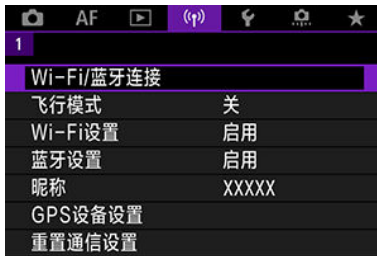 AF
1
Wi-Fi/蓝牙连接
飞行模式 关
Wi-Fi设置 启用
蓝牙设置 启用
昵称 XXXXX
GPS设备设置
重置通信设置